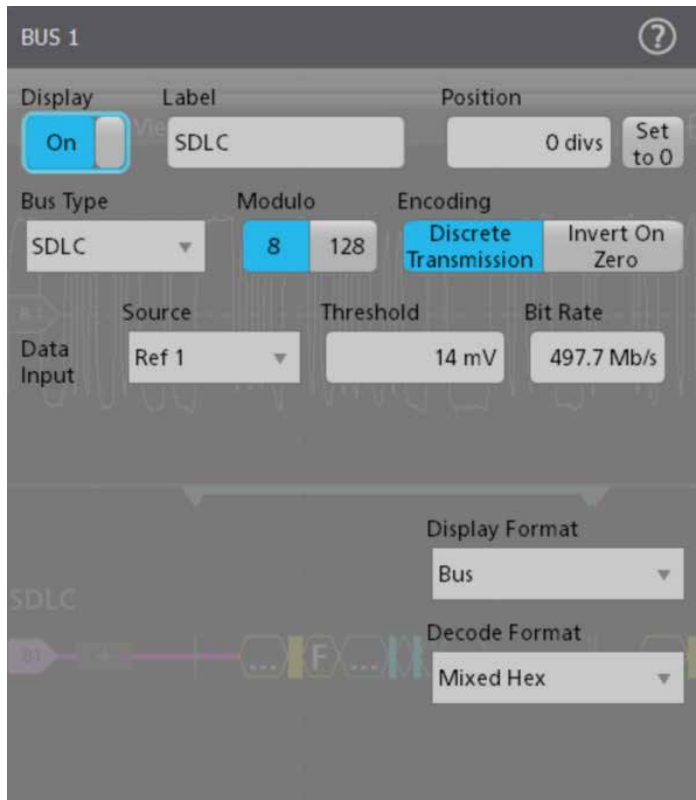 BUS 1
?
Display
Label
Position
On
SDLC
0 divs
Set
to 0
Bus Type
Modulo
Encoding
SDLC
8
128
Discrete
Transmission
Invert On
Zero
Source
Threshold
Bit Rate
Data
Input
Ref 1
14 mV
497.7 Mb/s
Display Format
Bus
SDLC
Decode Format
B1
...
F
...
Mixed Hex